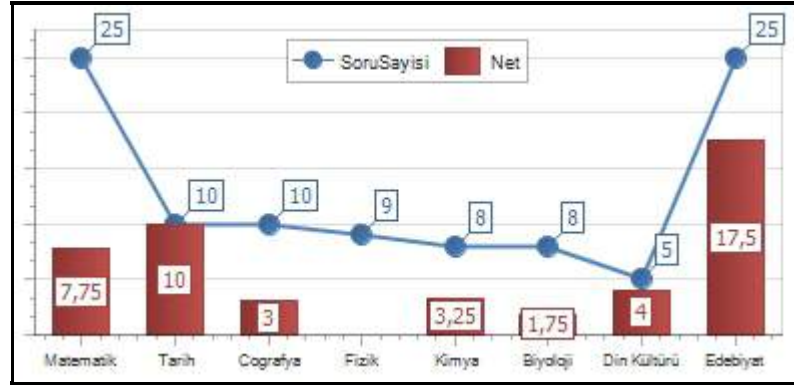 25
25
SoruSayisi
Net
10
10
9
8
8
5
7,75
10
3
3,25
1,75
4
17,5
Matematik
Tarih
Cografya
Fizik
Kimya
Biyoloji
Din Kültürü
Edebiyat